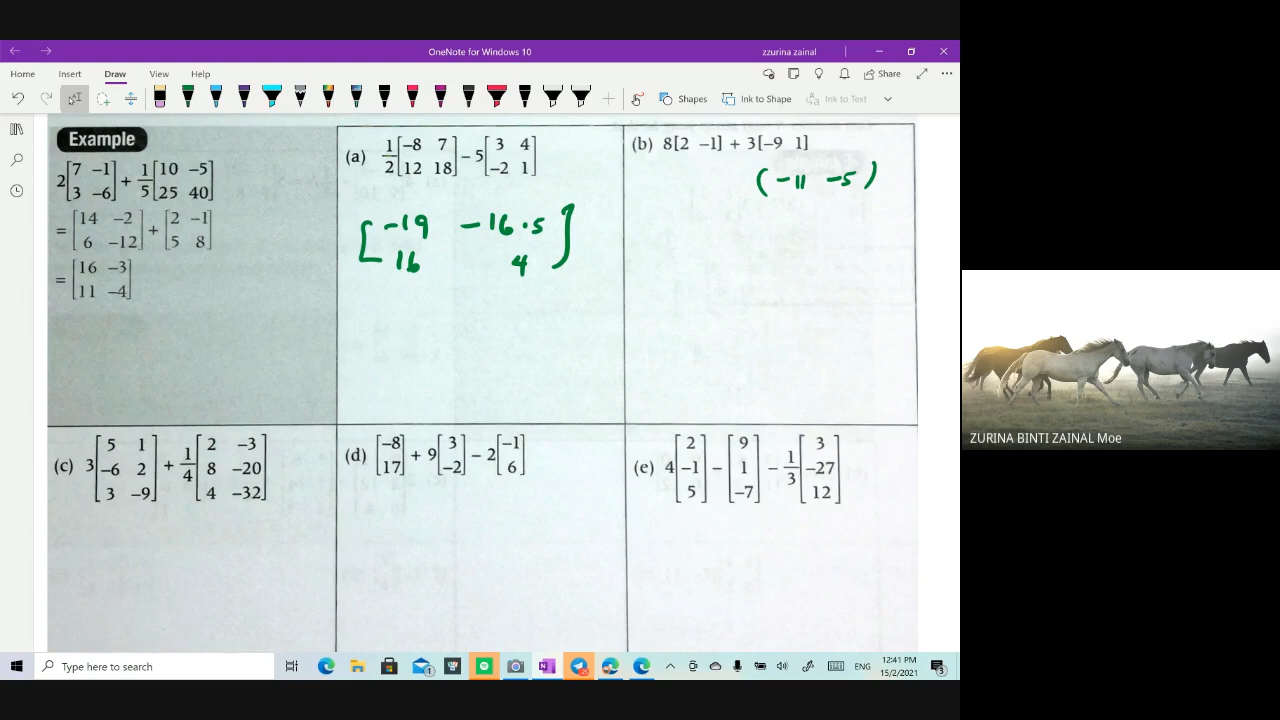 OneNote for Windows 10
zzurina zainal
Home Insert Draw View Help
Share
Shapes Ink to Shape Ink to Text
Example
2[7 −1; 3 −6] + 1/5[10 −5; 25 40]
= [14 −2; 6 −12] + [2 −1; 5 8]
= [16 −3; 11 −4]
(a) 1/2[−8 7; 12 18] − 5[3 4; −2 1]
[−19 −16.5; 16 4]
(b) 8[2 −1] + 3[−9 1]
(−11 −5)
(c) 3[5 1; −6 2; 3 −9] + 1/4[2 −3; 8 −20; 4 −32]
(d) [−8; 17] + 9[3; −2] − 2[−1; 6]
(e) 4[2; −1; 5] − [9; 1; −7] − 1/3[3; −27; 12]
ZURINA BINTI ZAINAL Moe
Type here to search
ENG
12:41 PM
15/2/2021